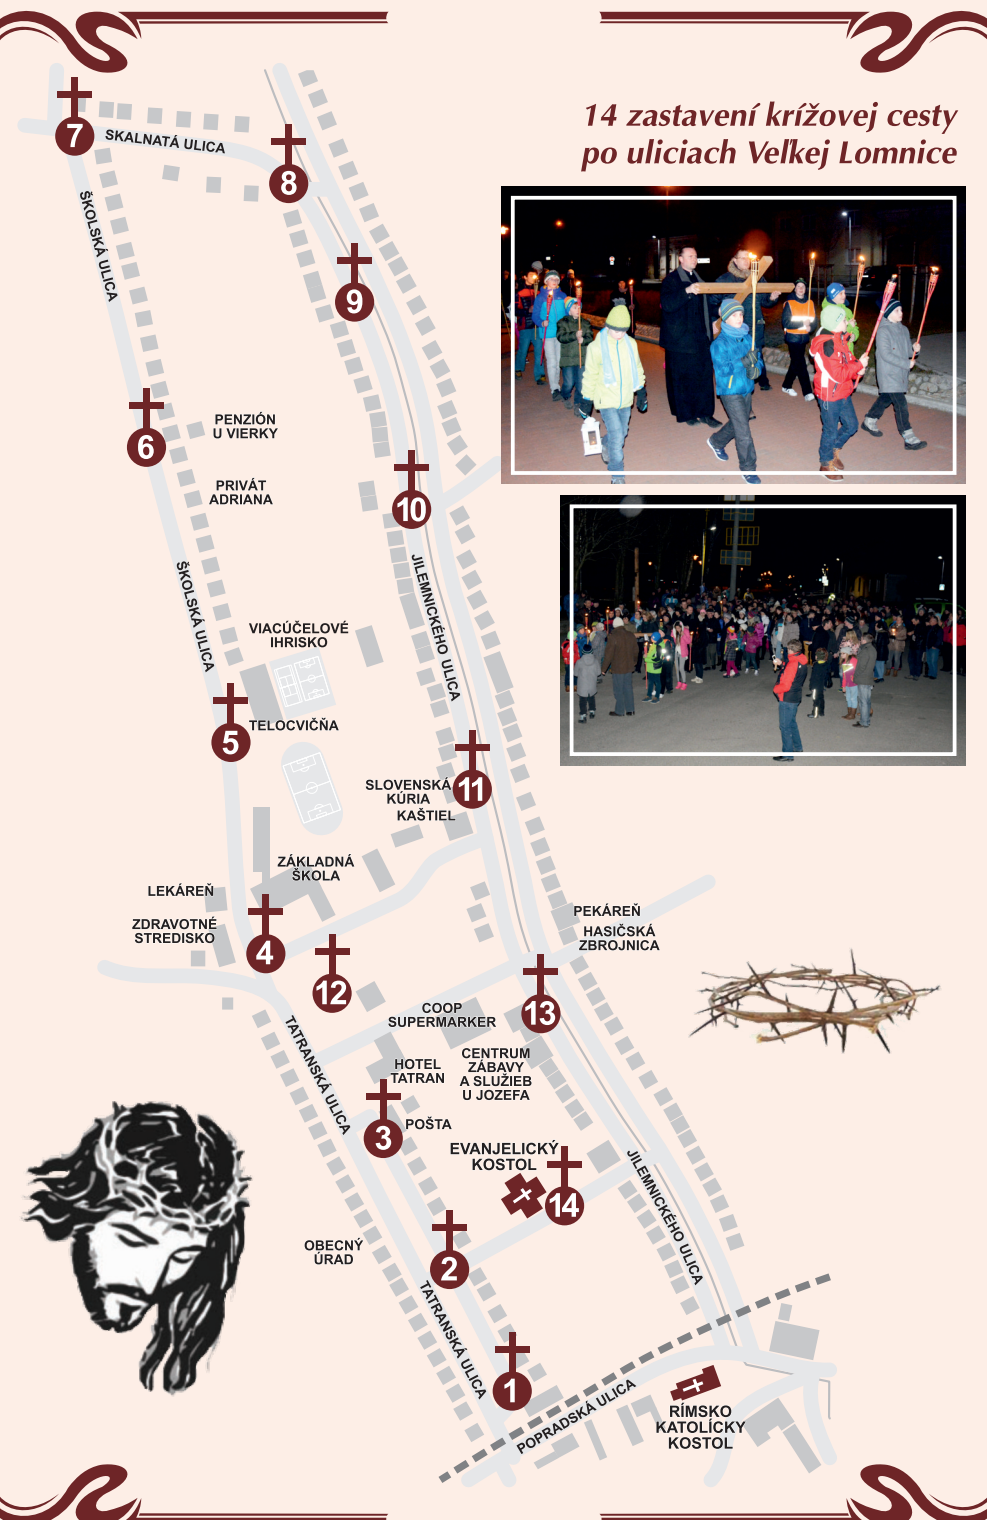 14 zastavení krížovej cesty
po uliciach Veľkej Lomnice
7
SKALNATÁ ULICA
8
ŠKOLSKÁ ULICA
9
6
PENZIÓN
U VIERKY
PRIVÁT
ADRIANA
10
ŠKOLSKÁ ULICA
JILEMNICKÉHO ULICA
VIACÚČELOVÉ
IHRISKO
5
TELOCVIČŇA
SLOVENSKÁ
KÚRIA
11
KAŠTIEL
ZÁKLADNÁ
ŠKOLA
LEKÁREŇ
PEKÁREŇ
ZDRAVOTNÉ
STREDISKO
HASIČSKÁ
ZBROJNICA
4
12
13
COOP
SUPERMARKER
TATRANSKÁ ULICA
HOTEL
TATRAN
CENTRUM
ZÁBAVY
A SLUŽIEB
U JOZEFA
3
POŠTA
EVANJELICKÝ
KOSTOL
14
JILEMNICKÉHO ULICA
OBECNÝ
ÚRAD
2
TATRANSKÁ ULICA
1
POPRADSKÁ ULICA
RÍMSKO
KATOLÍCKY
KOSTOL